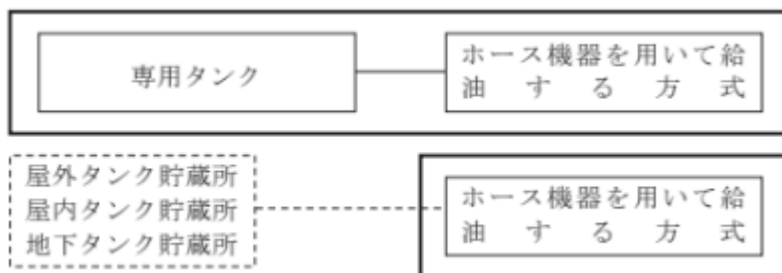 専用タンク
ホース機器を用いて給
油する方式
屋外タンク貯蔵所
屋内タンク貯蔵所
地下タンク貯蔵所
ホース機器を用いて給
油する方式